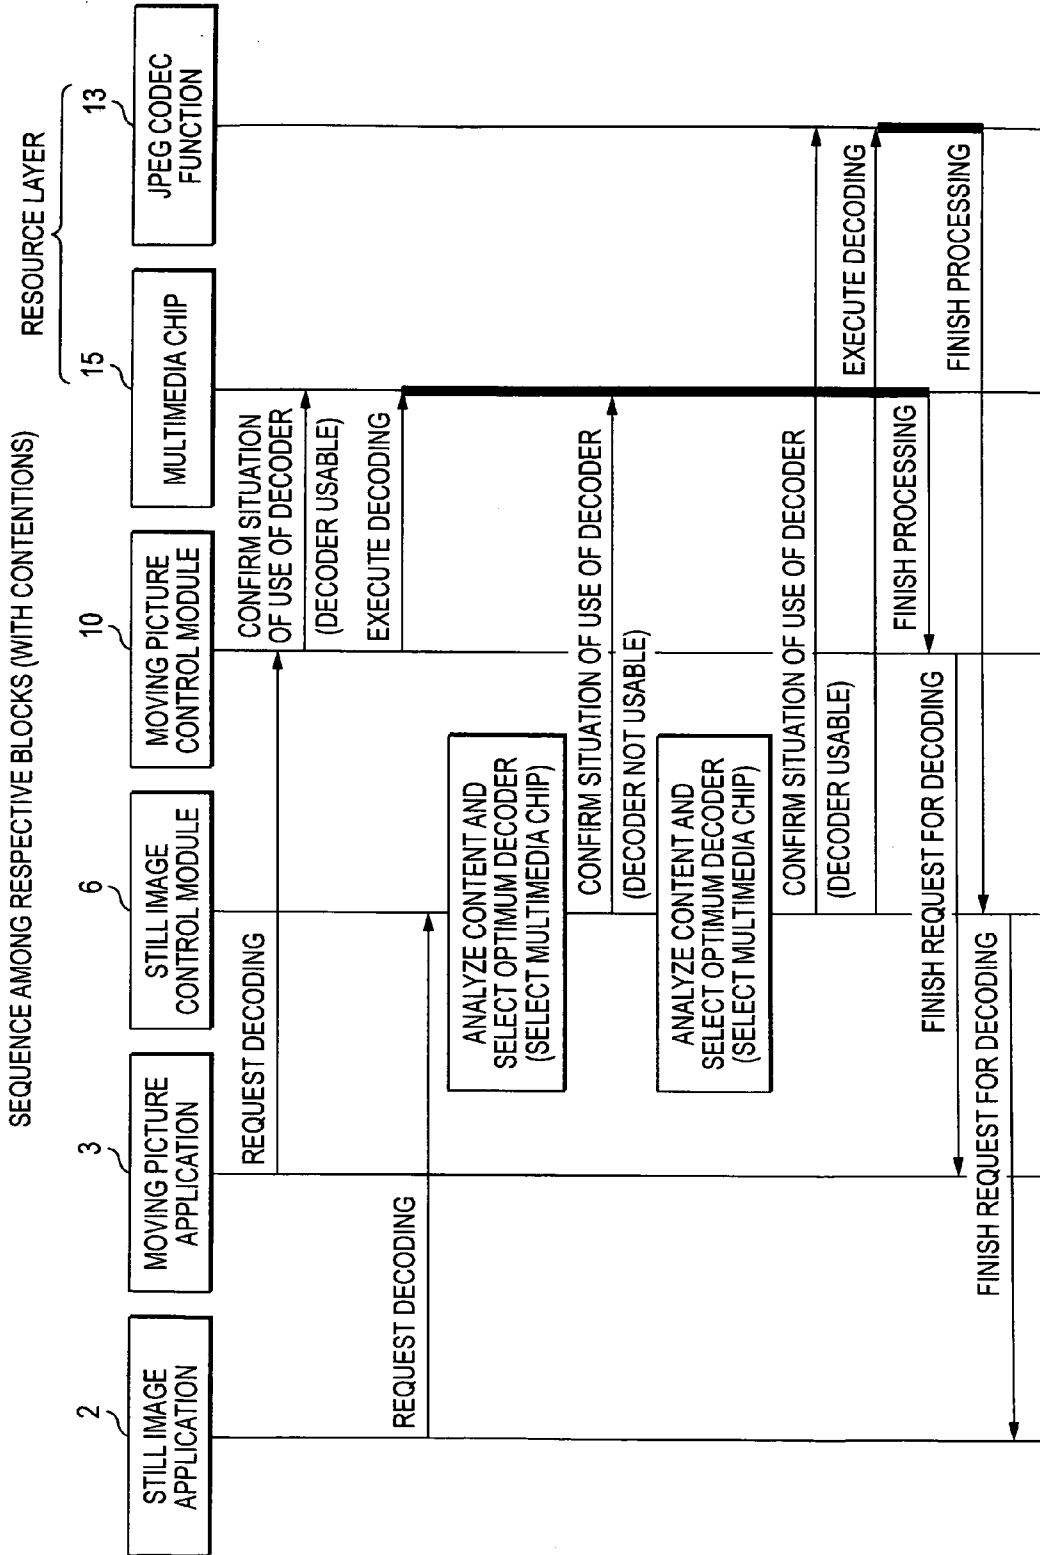 SEQUENCE AMONG RESPECTIVE BLOCKS (WITH CONTENTIONS)
RESOURCE LAYER
2
3
6
10
15
13
STILL IMAGE
APPLICATION
MOVING PICTURE
APPLICATION
STILL IMAGE
CONTROL MODULE
MOVING PICTURE
CONTROL MODULE
MULTIMEDIA CHIP
JPEG CODEC
FUNCTION
REQUEST DECODING
CONFIRM SITUATION
OF USE OF DECODER
(DECODER USABLE)
EXECUTE DECODING
REQUEST DECODING
ANALYZE CONTENT AND
SELECT OPTIMUM DECODER
(SELECT MULTIMEDIA CHIP)
CONFIRM SITUATION OF USE OF DECODER
(DECODER NOT USABLE)
ANALYZE CONTENT AND
SELECT OPTIMUM DECODER
(SELECT MULTIMEDIA CHIP)
CONFIRM SITUATION OF USE OF DECODER
(DECODER USABLE)
EXECUTE DECODING
FINISH PROCESSING
FINISH REQUEST FOR DECODING
FINISH PROCESSING
FINISH REQUEST FOR DECODING